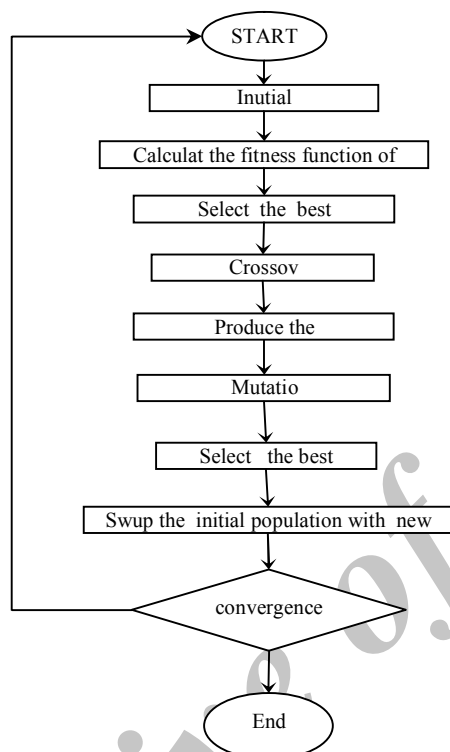 START
Inutial
Calculat the fitness function of
Select the best
Crossov
Produce the
Mutatio
Select the best
Swup the initial population with new
convergence
End
of